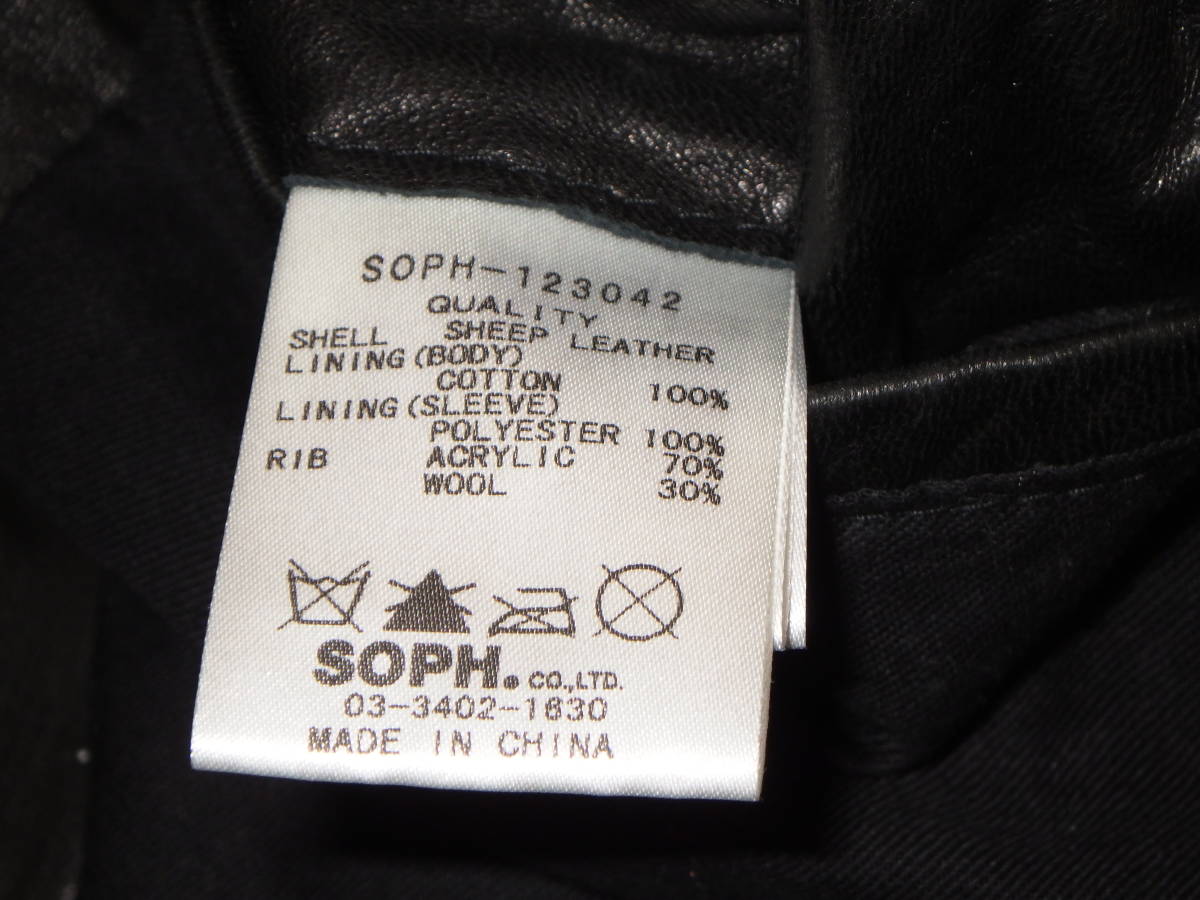 SOPH-123042
QUALITY
SHELL SHEEP LEATHER
LINING(BODY)
COTTON 100%
LINING(SLEEVE)
POLYESTER 100%
RIB ACRYLIC 70%
WOOL 30%
SOPH. CO.,LTD.
03-3402-1630
MADE IN CHINA